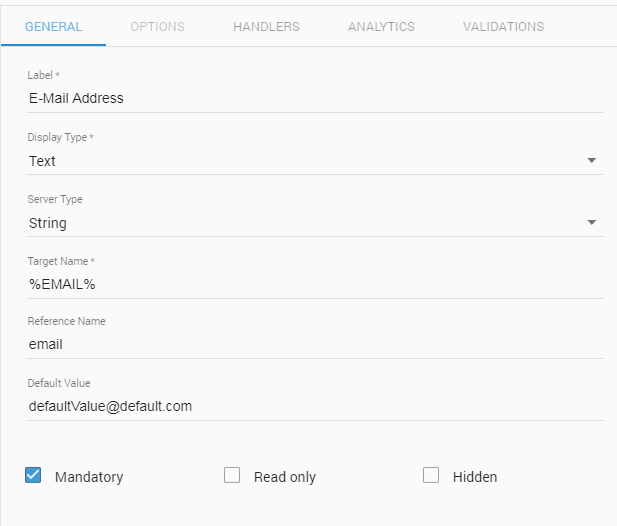 GENERAL OPTIONS HANDLERS ANALYTICS VALIDATIONS
Label *
E-Mail Address
Display Type *
Text
Server Type
String
Target Name *
%EMAIL%
Reference Name
email
Default Value
defaultValue@default.com
Mandatory Read only Hidden